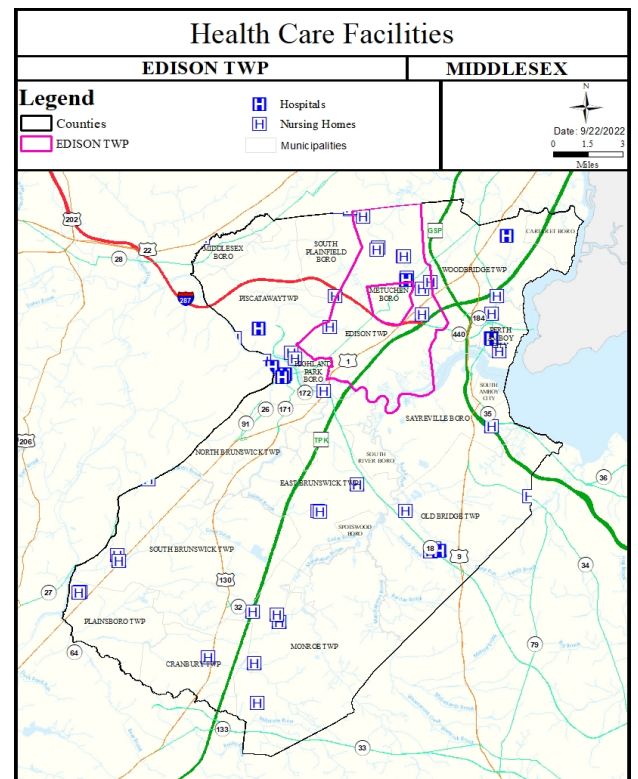 Health Care Facilities
EDISON TWP
MIDDLESEX
Legend
Counties
EDISON TWP
H Hospitals
H Nursing Homes
Municipalities
N
Date: 9/22/2022
0 1.5 3
Miles
202
22
28
MIDDLESEX
BORO
SOUTH
PLAINFIELD
BORO
GSP
CARTERET BORO
WOODBRIDGE TWP
287
PISCATAWAY TWP
METUCHEN
BORO
EDISON TWP
184
440
PERTH
AMBOY
1
HIGHLAND
PARK
BORO
172
SOUTH
AMBOY
CITY
26
171
91
35
SAYREVILLE BORO
206
TPK
NORTH BRUNSWICK TWP
SOUTH
RIVER BORO
36
EAST BRUNSWICK TWP
OLD BRIDGE TWP
SPOTSWOOD
BORO
SOUTH BRUNSWICK TWP
18
9
34
130
27
32
PLAINSBORO TWP
MONROE TWP
79
64
CRANBURY TWP
133
33